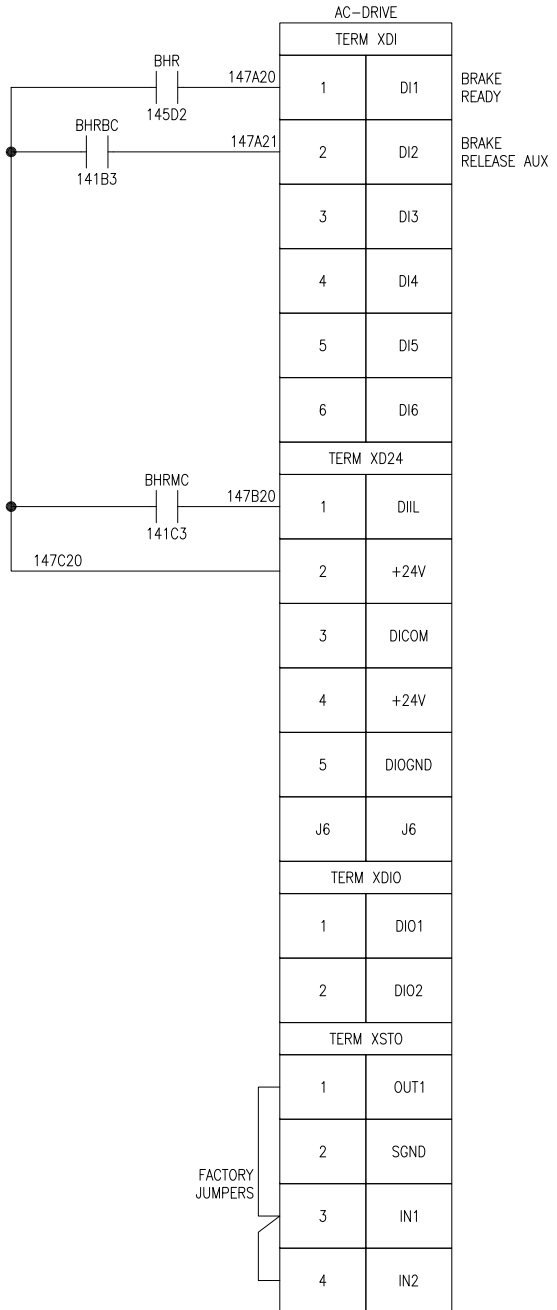 AC-DRIVE
TERM XDI
BHR
147A20
1 DI1
BRAKE
READY
145D2
BHRBC
147A21
2 DI2
BRAKE
RELEASE AUX
141B3
3 DI3
4 DI4
5 DI5
6 DI6
TERM XD24
BHRMC
147B20
1 DIIL
141C3
147C20
2 +24V
3 DICOM
4 +24V
5 DIOGND
J6 J6
TERM XDIO
1 DIO1
2 DIO2
TERM XSTO
1 OUT1
2 SGND
FACTORY
JUMPERS
3 IN1
4 IN2